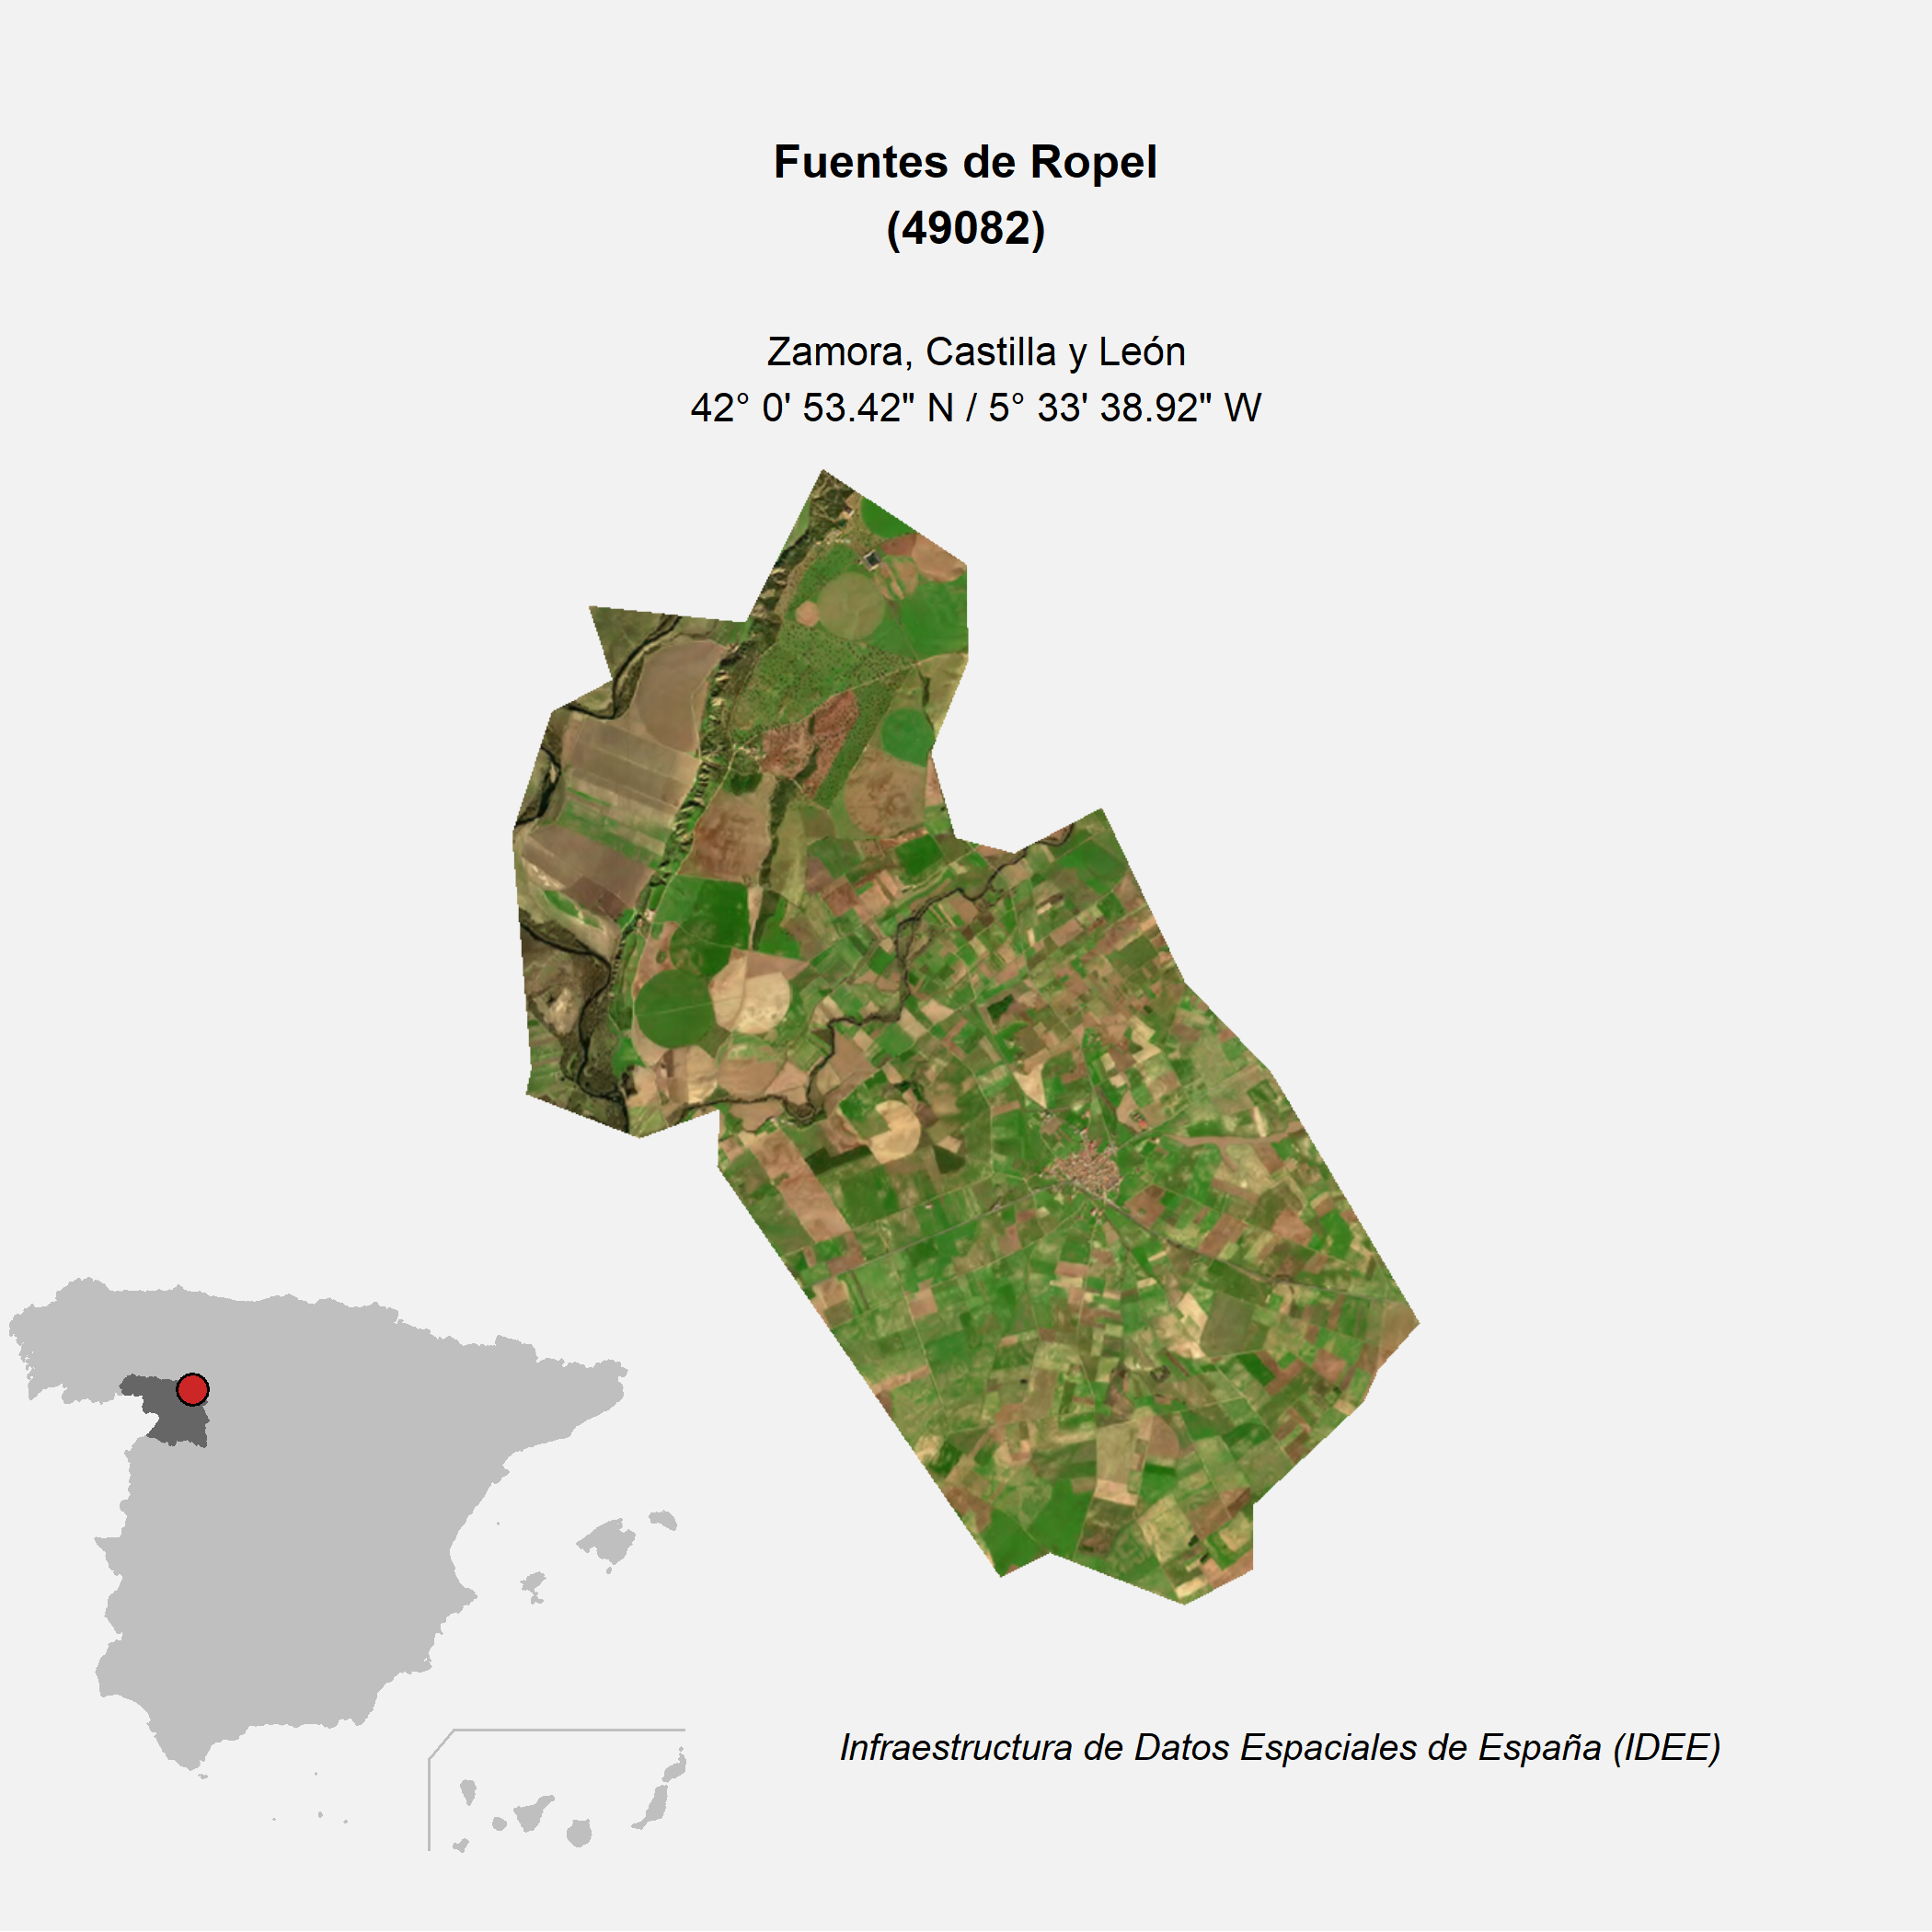 Fuentes de Ropel
(49082)
Zamora, Castilla y León
42° 0' 53.42" N / 5° 33' 38.92" W
Infraestructura de Datos Espaciales de España (IDEE)